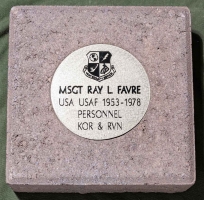 MSGT RAY L. FAVRE
USA USAF 1953-1978
PERSONNEL
KOR & RVN